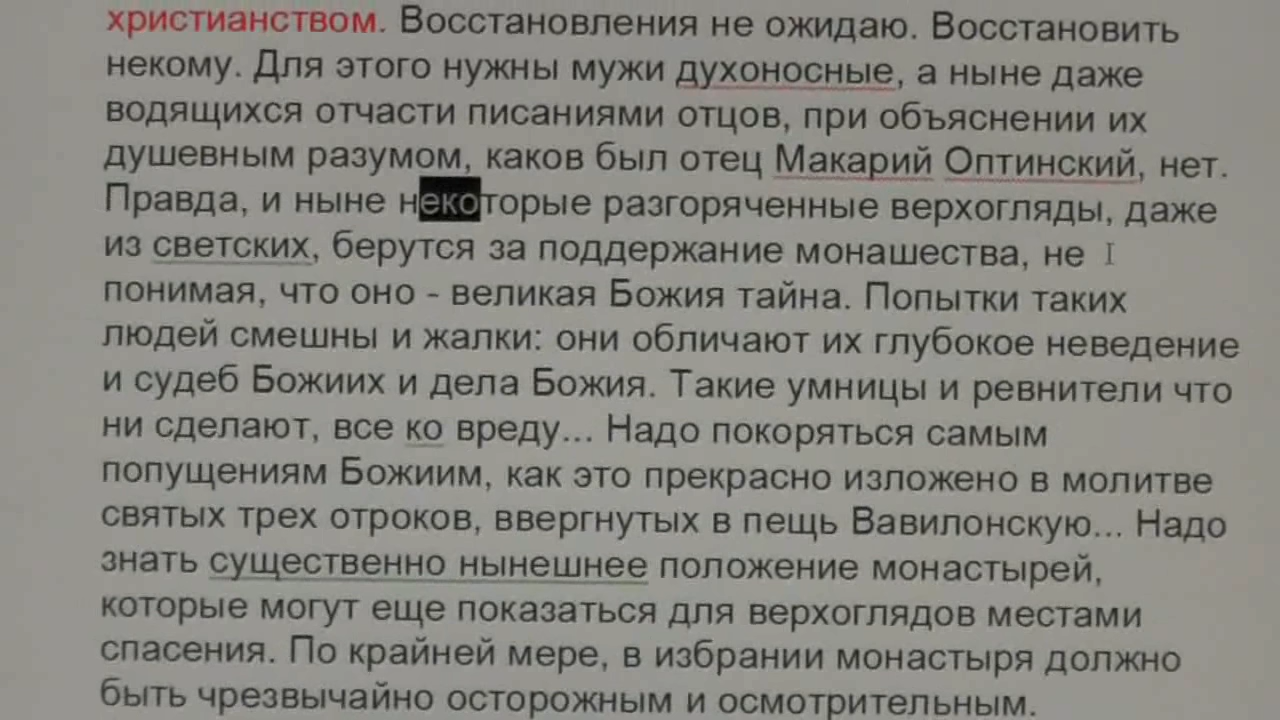 христианством. Восстановления не ожидаю. Восстановить
некому. Для этого нужны мужи духоносные, а ныне даже
водящихся отчасти писаниями отцов, при объяснении их
душевным разумом, каков был отец Макарий Оптинский, нет.
Правда, и ныне некоторые разгоряченные верхогляды, даже
из светских, берутся за поддержание монашества, не
понимая, что оно - великая Божия тайна. Попытки таких
людей смешны и жалки: они обличают их глубокое неведение
и судеб Божиих и дела Божия. Такие умницы и ревнители что
ни сделают, все ко вреду... Надо покоряться самым
попущениям Божиим, как это прекрасно изложено в молитве
святых трех отроков, ввергнутых в пещь Вавилонскую... Надо
знать существенно нынешнее положение монастырей,
которые могут еще показаться для верхоглядов местами
спасения. По крайней мере, в избрании монастыря должно
быть чрезвычайно осторожным и осмотрительным.